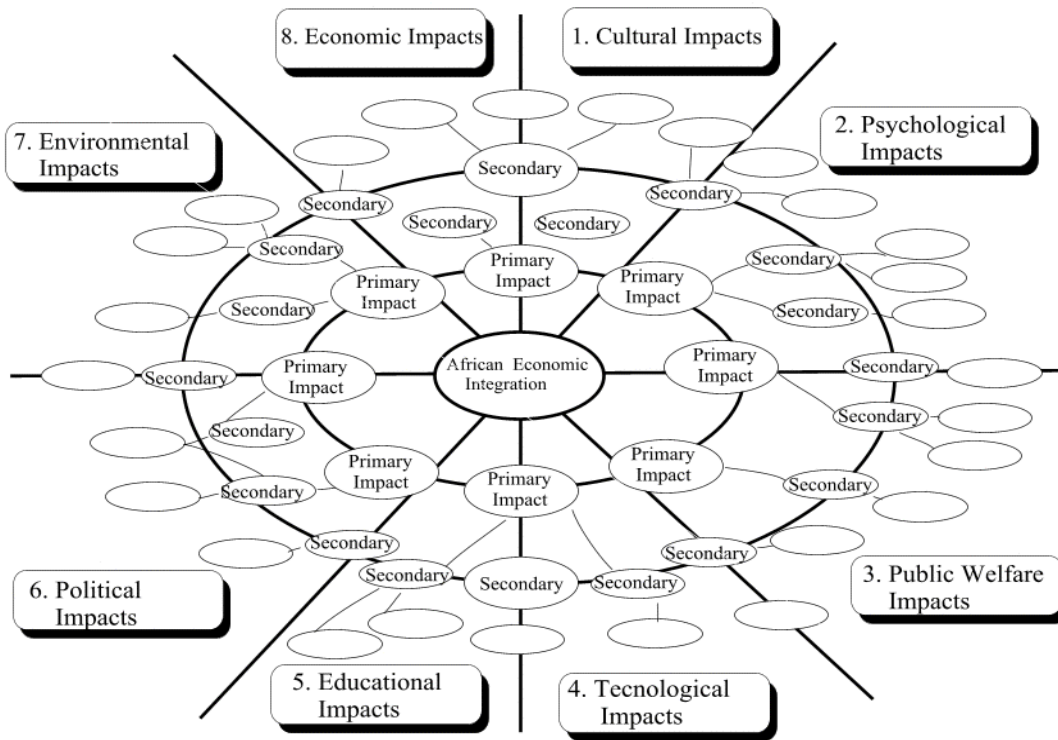 8. Economic Impacts
1. Cultural Impacts
7. Environmental
Impacts
2. Psychological
Impacts
Secondary
Secondary
Secondary
Secondary
Secondary
Secondary
Secondary
Primary
Impact
Secondary
Primary
Impact
Primary
Impact
Secondary
Secondary
African Economic
Integration
Primary
Impact
Primary
Impact
Secondary
Secondary
Secondary
Secondary
Primary
Impact
Primary
Impact
Primary
Impact
Secondary
Secondary
Secondary
Secondary
Secondary
Secondary
Secondary
6. Political
Impacts
3. Public Welfare
Impacts
5. Educational
Impacts
4. Tecnological
Impacts